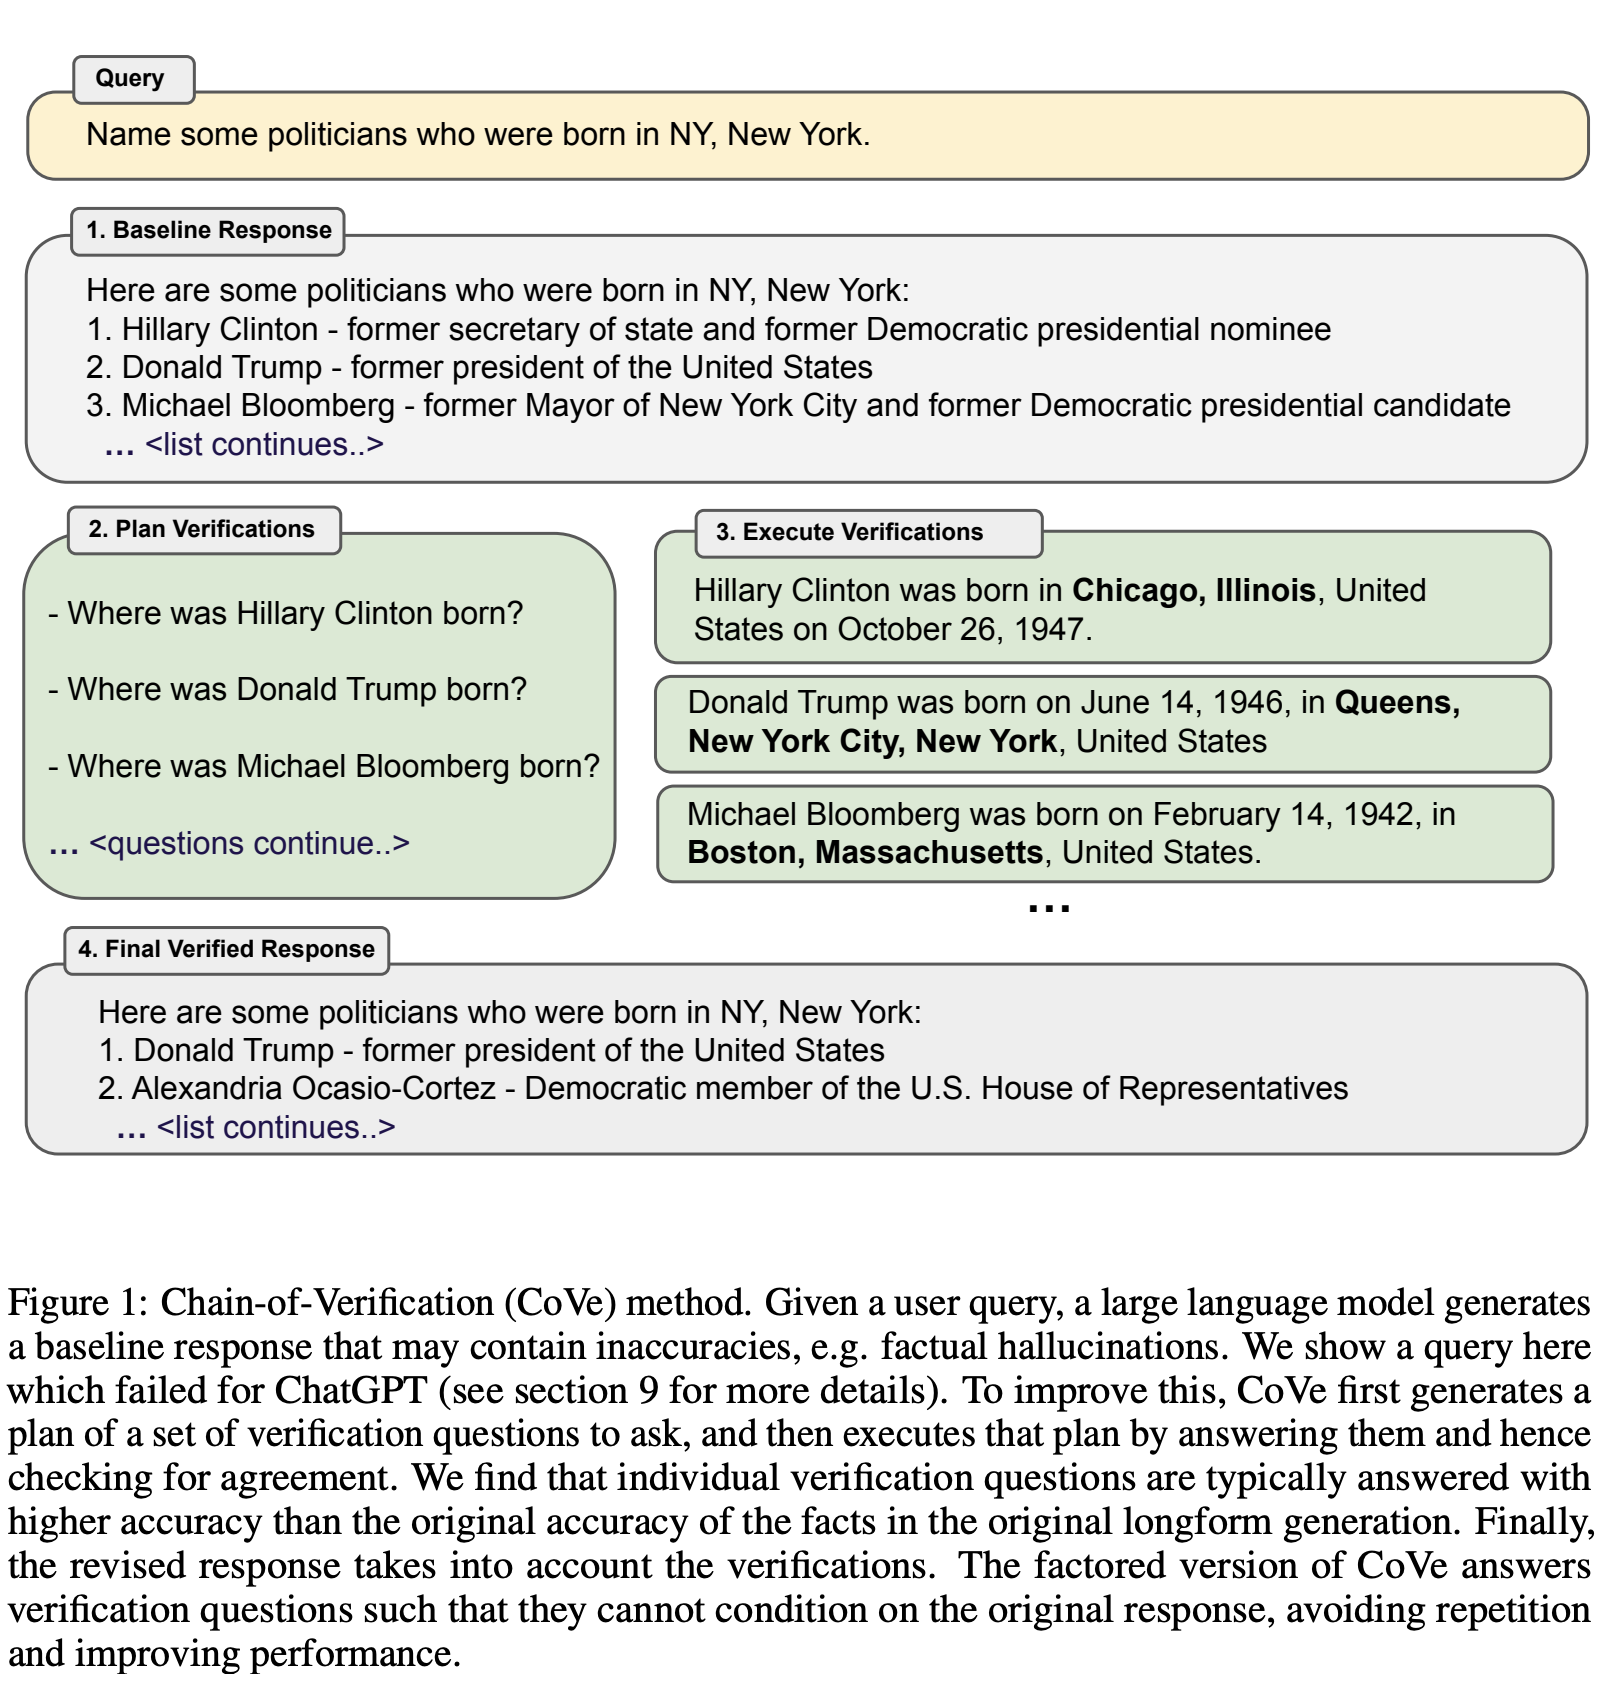 Query
Name some politicians who were born in NY, New York.
1. Baseline Response
Here are some politicians who were born in NY, New York:
1. Hillary Clinton - former secretary of state and former Democratic presidential nominee
2. Donald Trump - former president of the United States
3. Michael Bloomberg - former Mayor of New York City and former Democratic presidential candidate
... <list continues..>
2. Plan Verifications
- Where was Hillary Clinton born?
- Where was Donald Trump born?
- Where was Michael Bloomberg born?
... <questions continue..>
3. Execute Verifications
Hillary Clinton was born in Chicago, Illinois, United
States on October 26, 1947.
Donald Trump was born on June 14, 1946, in Queens,
New York City, New York, United States
Michael Bloomberg was born on February 14, 1942, in
Boston, Massachusetts, United States.
...
4. Final Verified Response
Here are some politicians who were born in NY, New York:
1. Donald Trump - former president of the United States
2. Alexandria Ocasio-Cortez - Democratic member of the U.S. House of Representatives
... <list continues..>
Figure 1: Chain-of-Verification (CoVe) method. Given a user query, a large language model generates
a baseline response that may contain inaccuracies, e.g. factual hallucinations. We show a query here
which failed for ChatGPT (see section 9 for more details). To improve this, CoVe first generates a
plan of a set of verification questions to ask, and then executes that plan by answering them and hence
checking for agreement. We find that individual verification questions are typically answered with
higher accuracy than the original accuracy of the facts in the original longform generation. Finally,
the revised response takes into account the verifications. The factored version of CoVe answers
verification questions such that they cannot condition on the original response, avoiding repetition
and improving performance.